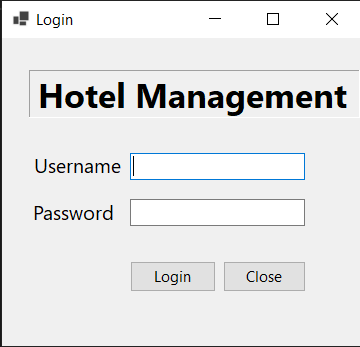 Login
Hotel Management
Username
Password
Login Close